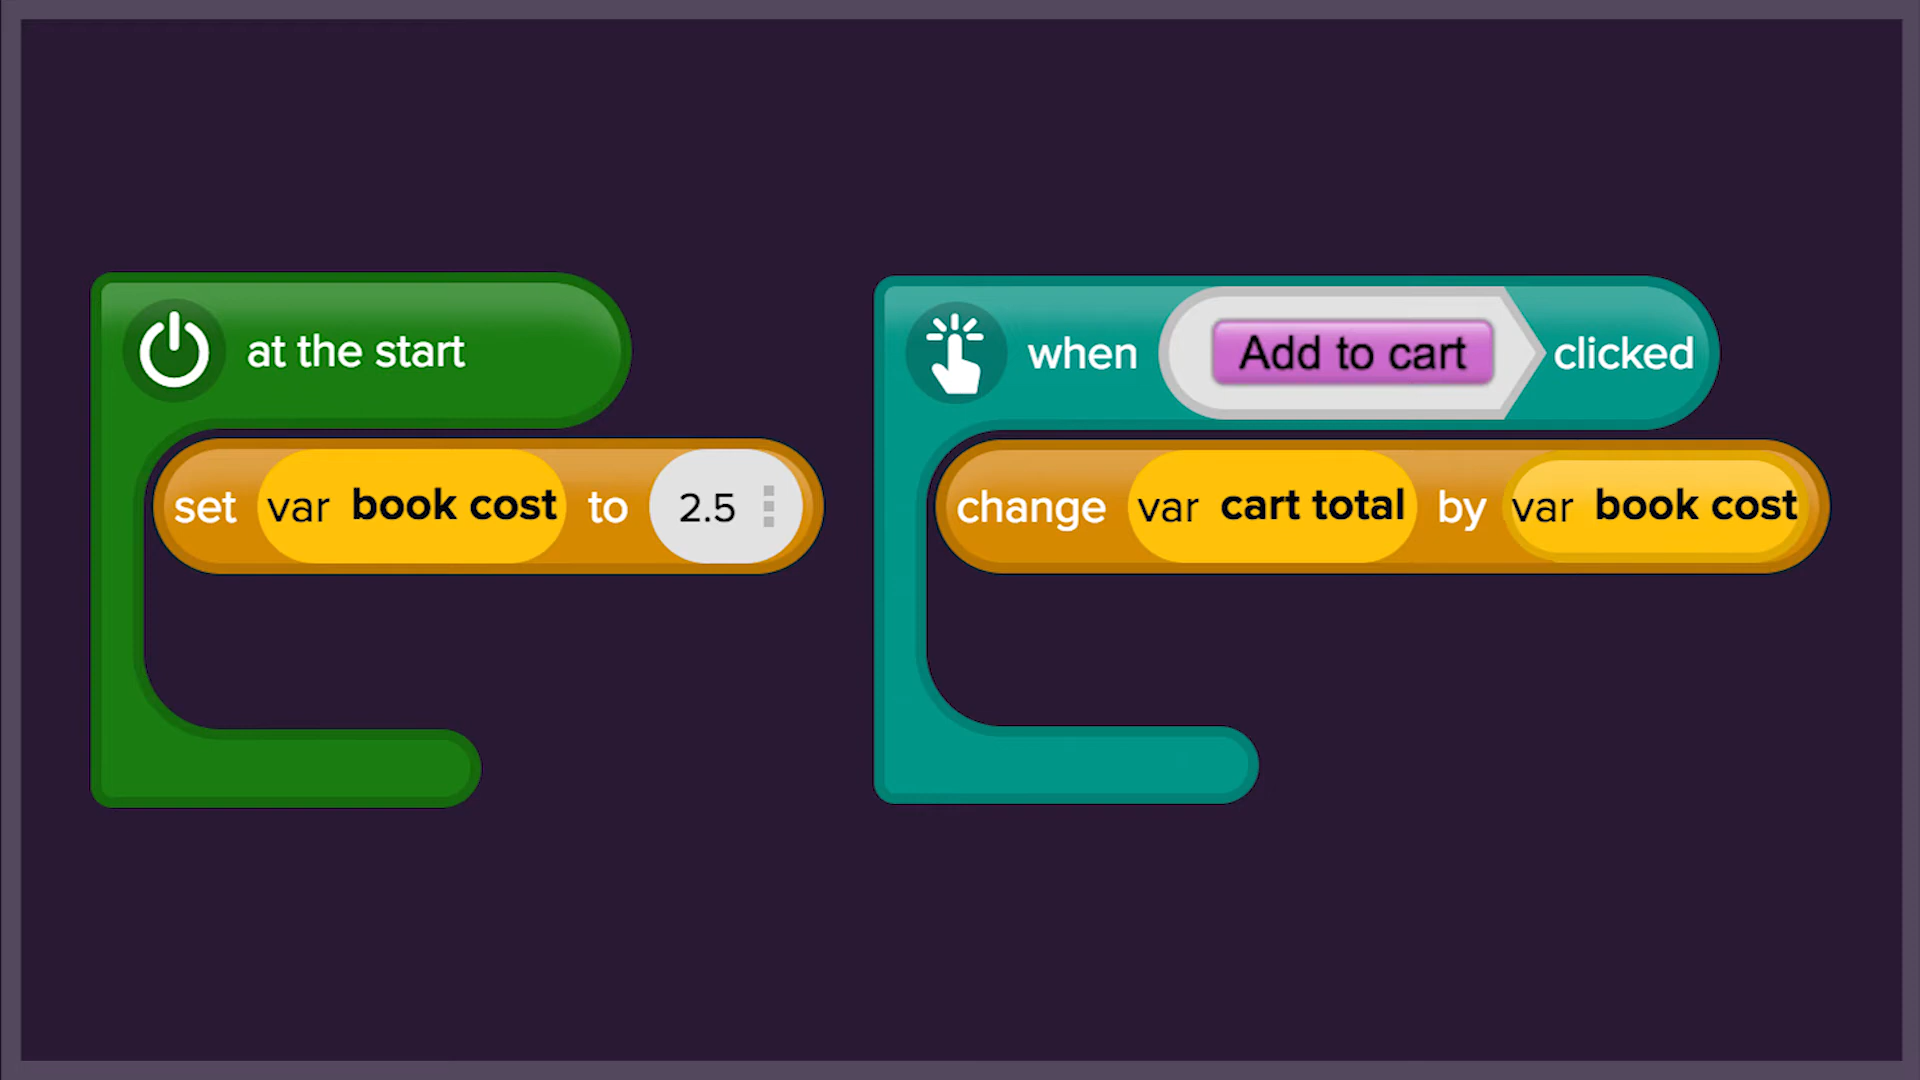 at the start
set var book cost to 2.5
when Add to cart clicked
change var cart total by var book cost